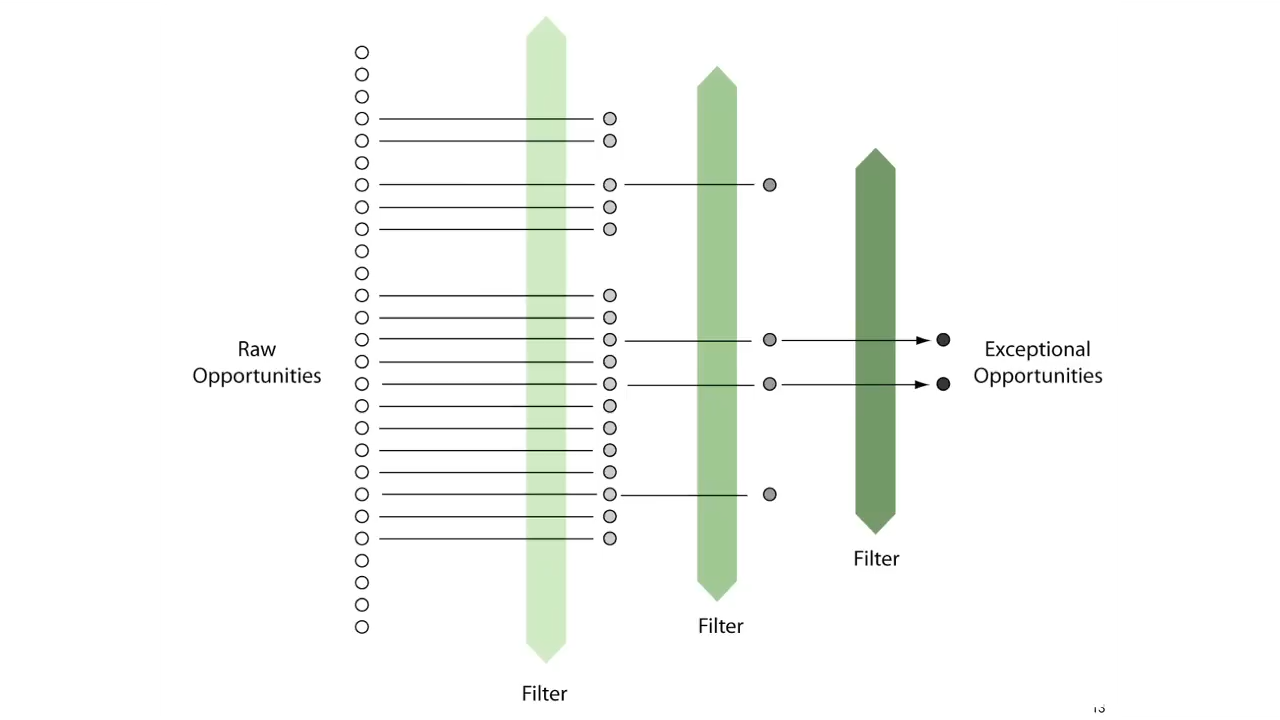 Raw
Opportunities
Exceptional
Opportunities
Filter
Filter
Filter